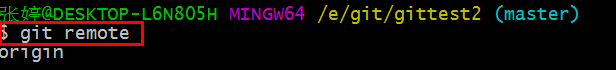 张婷@DESKTOP-L6N805H MINGW64 /e/git/gittest2 (master)
$ git remote
origin